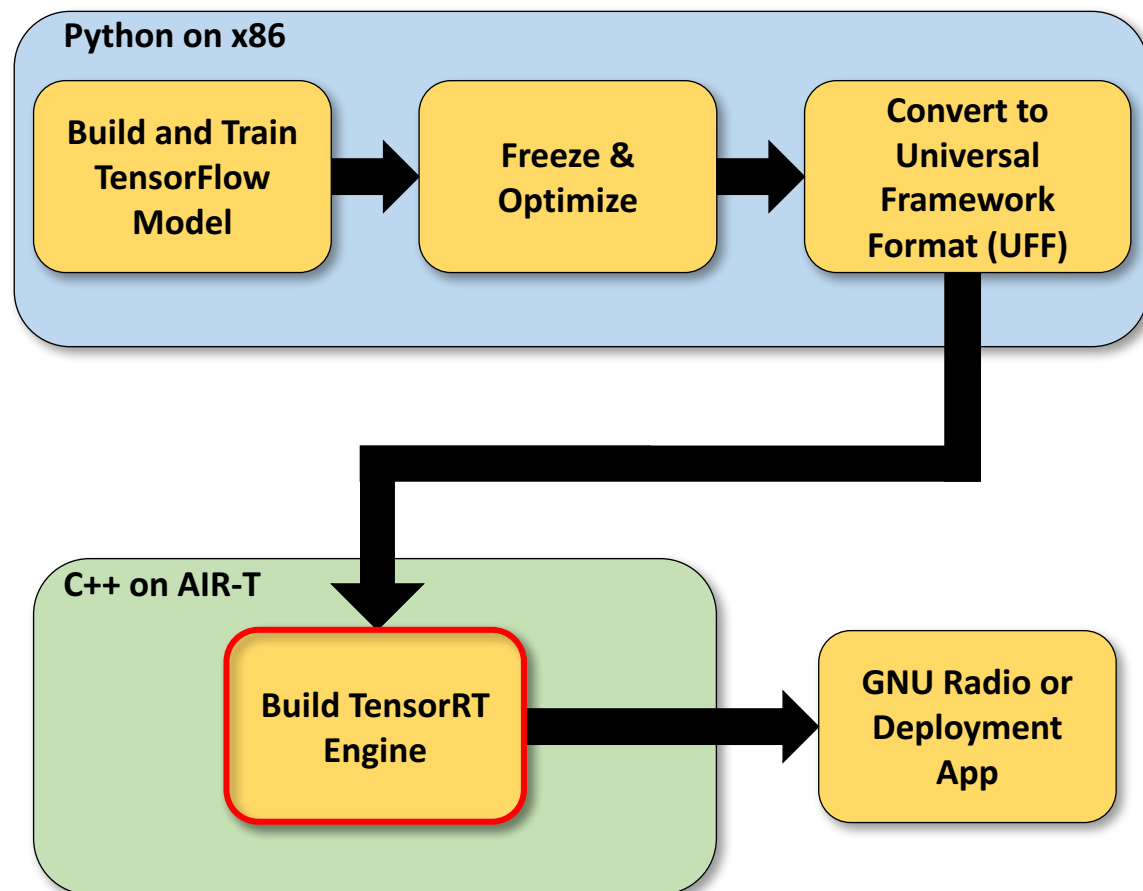 Python on x86
Build and Train
TensorFlow
Model
Freeze &
Optimize
Convert to
Universal
Framework
Format (UFF)
C++ on AIR-T
Build TensorRT
Engine
GNU Radio or
Deployment
App